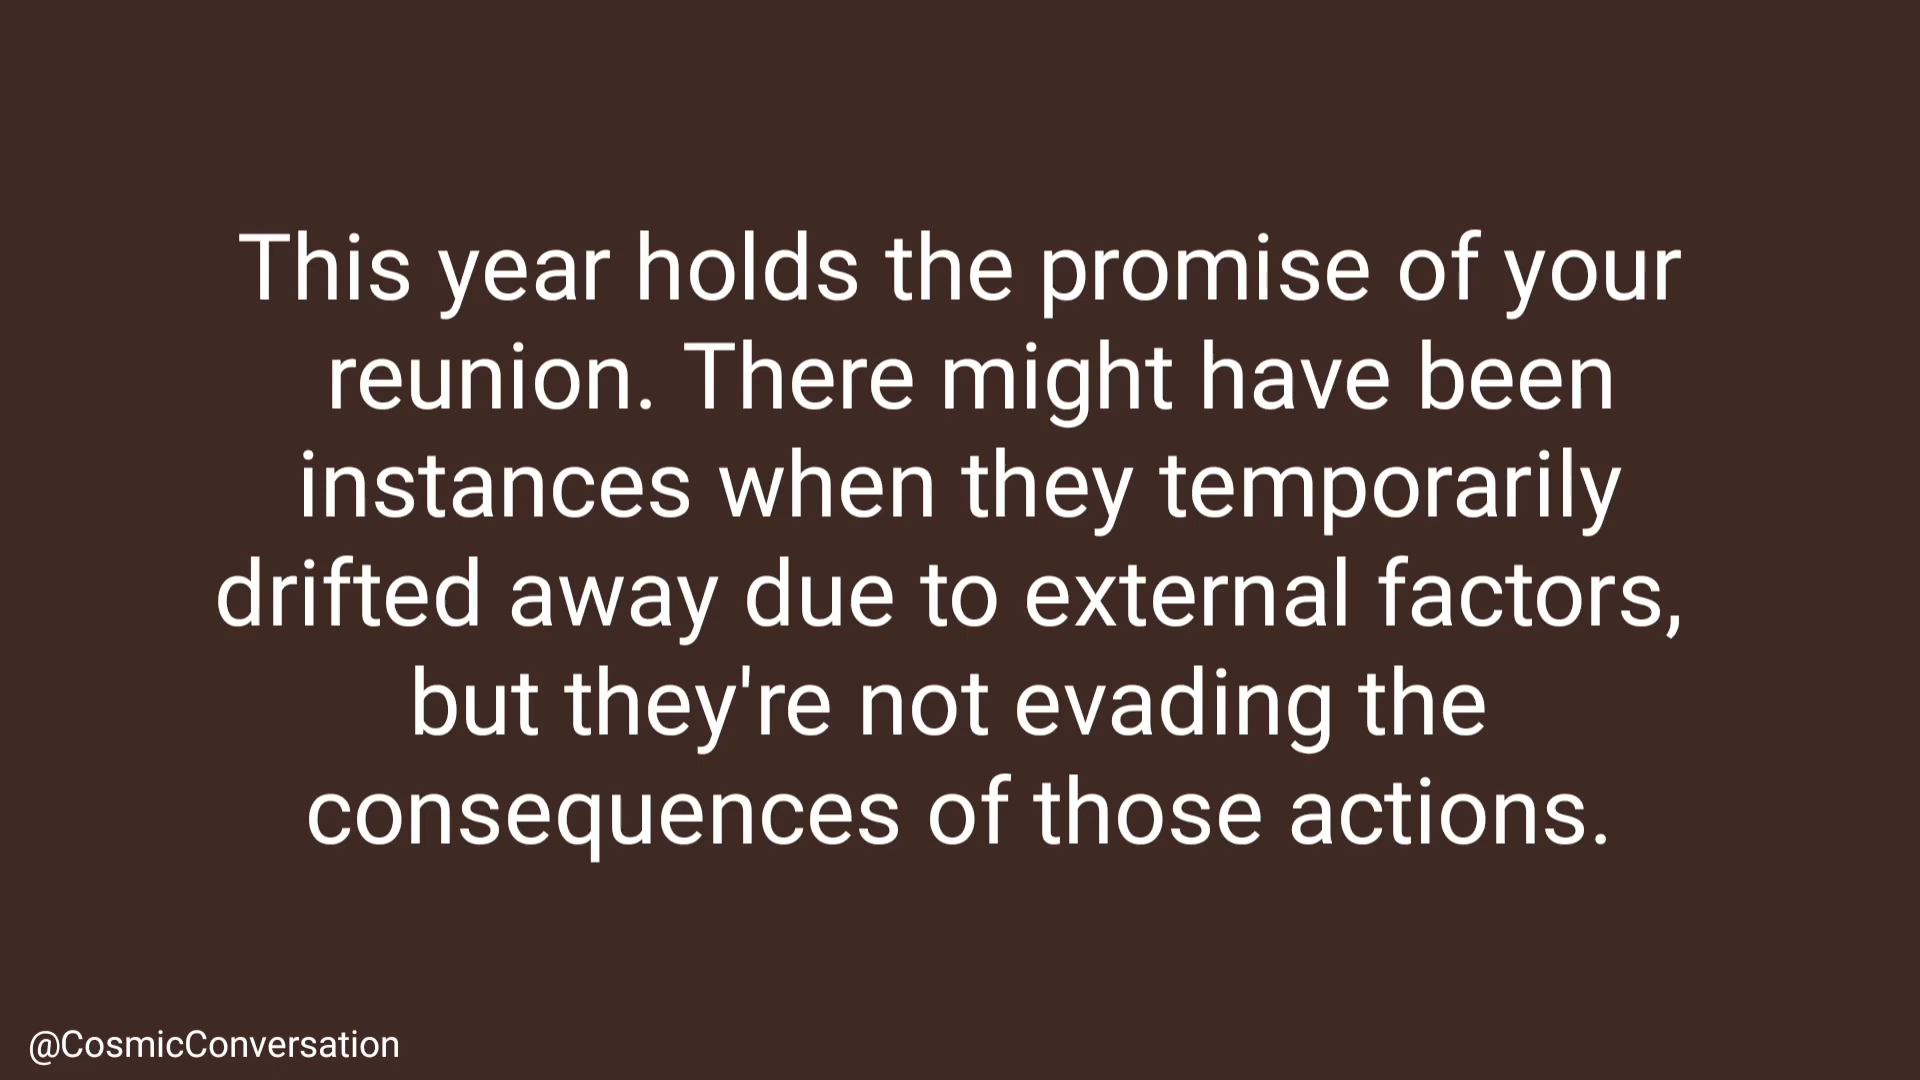 This year holds the promise of your
reunion. There might have been
instances when they temporarily
drifted away due to external factors,
but they're not evading the
consequences of those actions.
@CosmicConversation